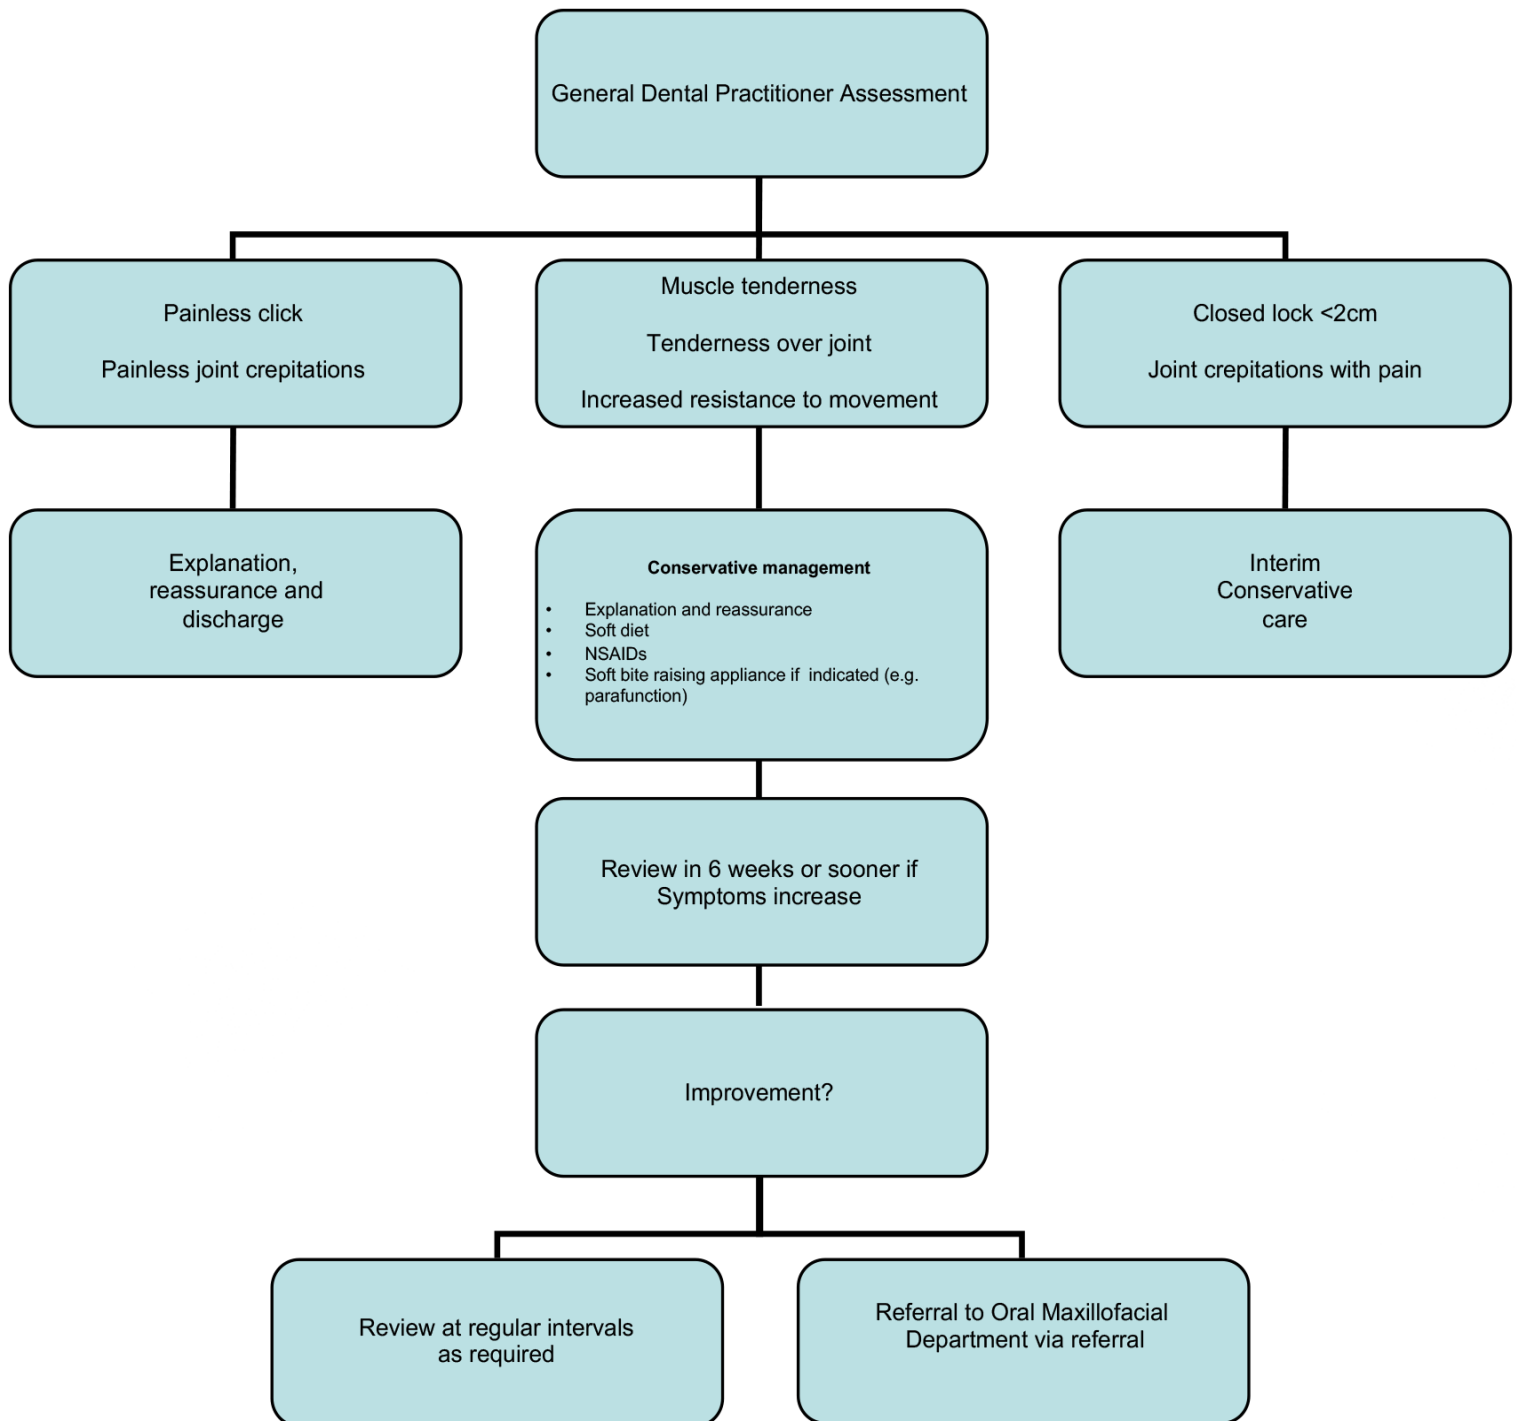 General Dental Practitioner Assessment
Painless click
Painless joint crepitations
Muscle tenderness
Tenderness over joint
Increased resistance to movement
Closed lock <2cm
Joint crepitations with pain
Explanation,
reassurance and
discharge
Conservative management
• Explanation and reassurance
• Soft diet
• NSAIDs
• Soft bite raising appliance if indicated (e.g.
parafunction)
Interim
Conservative
care
Review in 6 weeks or sooner if
Symptoms increase
Improvement?
Review at regular intervals
as required
Referral to Oral Maxillofacial
Department via referral